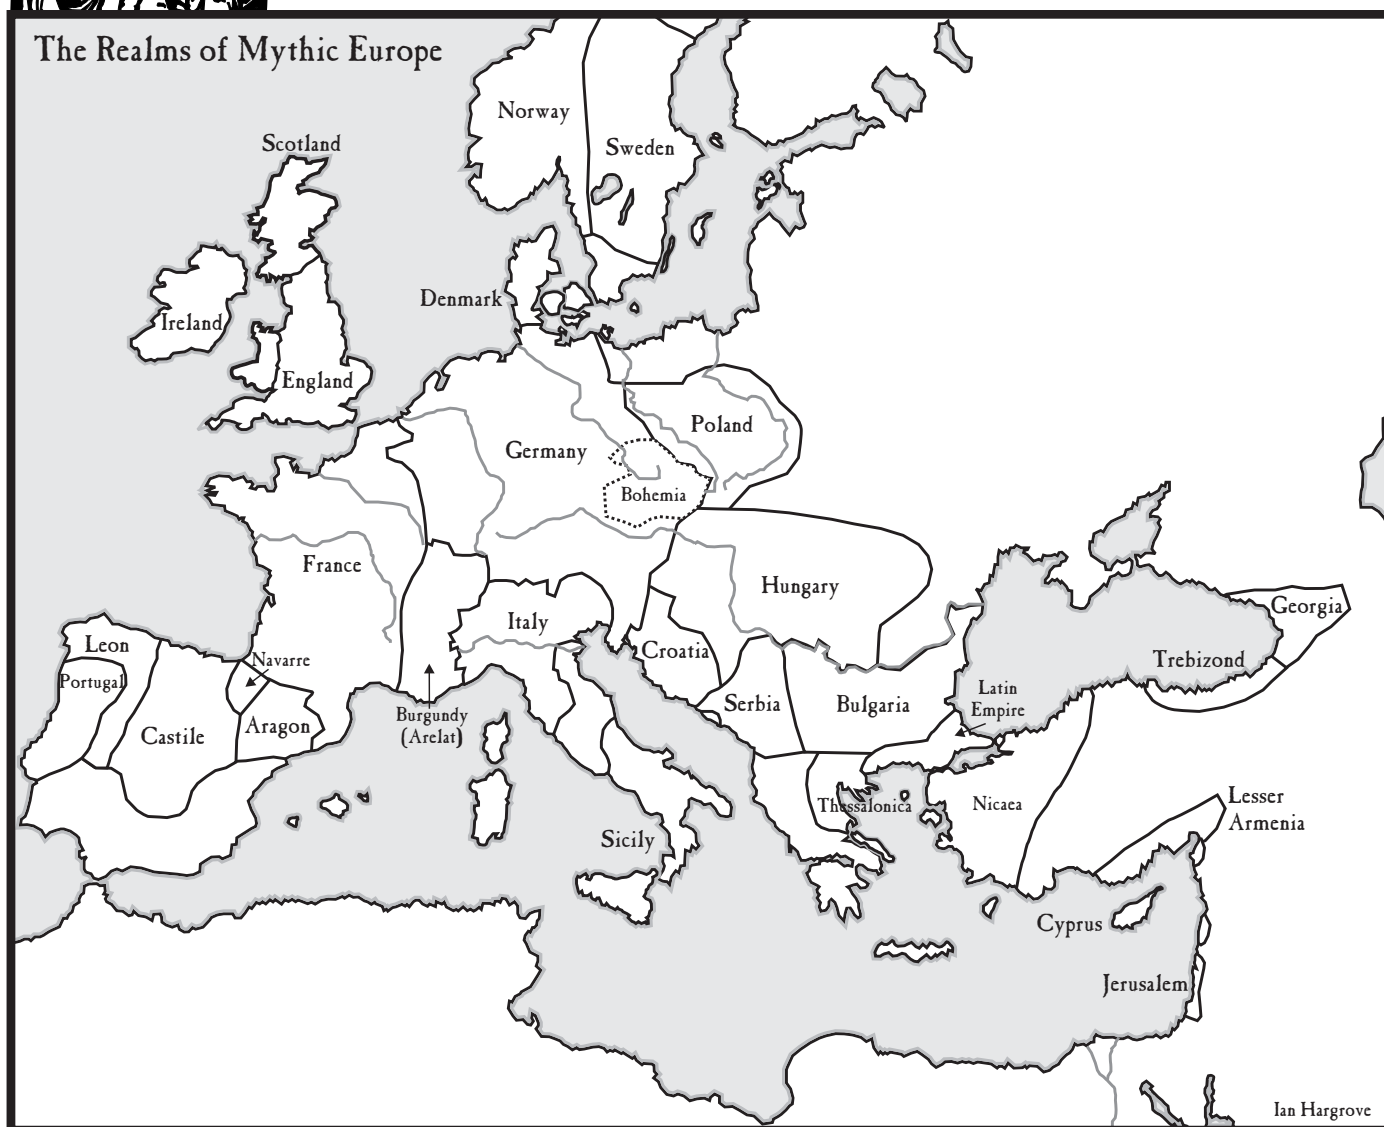 The Realms of Mythic Europe
Norway
Scotland
Sweden
Denmark
Ireland
England
Poland
Germany
Bohemia
France
Hungary
Georgia
Italy
Leon
Croatia
Navarre
Trebizond
Portugal
Latin
Empire
Serbia
Bulgaria
Burgundy
(Arelat)
Aragon
Castile
Thessalonica
Nicaea
Lesser
Armenia
Sicily
Cyprus
Jerusalem
Ian Hargrove